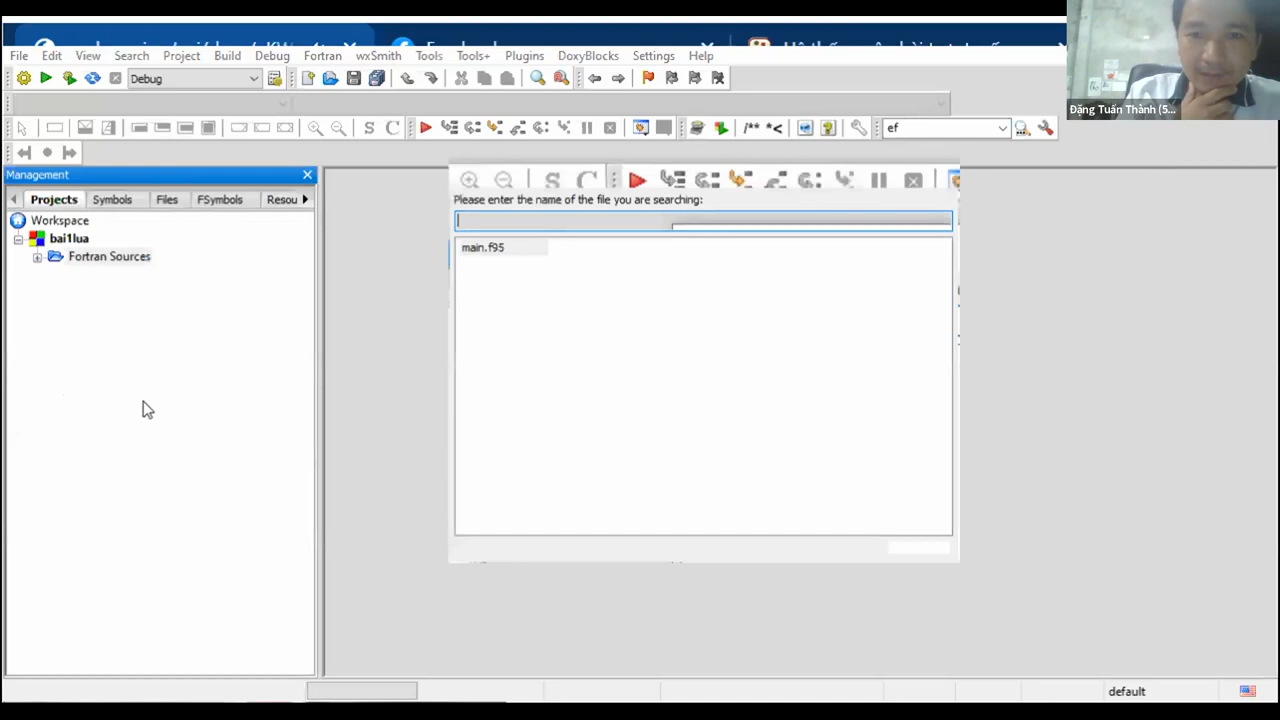 Đặng Tuấn Thành (5...
File Edit View Search Project Build Debug Fortran wxSmith Tools Tools+ Plugins DoxyBlocks Settings Help
Debug
S C /** *< ef
Management
Projects Symbols Files FSymbols Resou
Workspace
bai1lua
Fortran Sources
S C
Please enter the name of the file you are searching:
main.f95
default